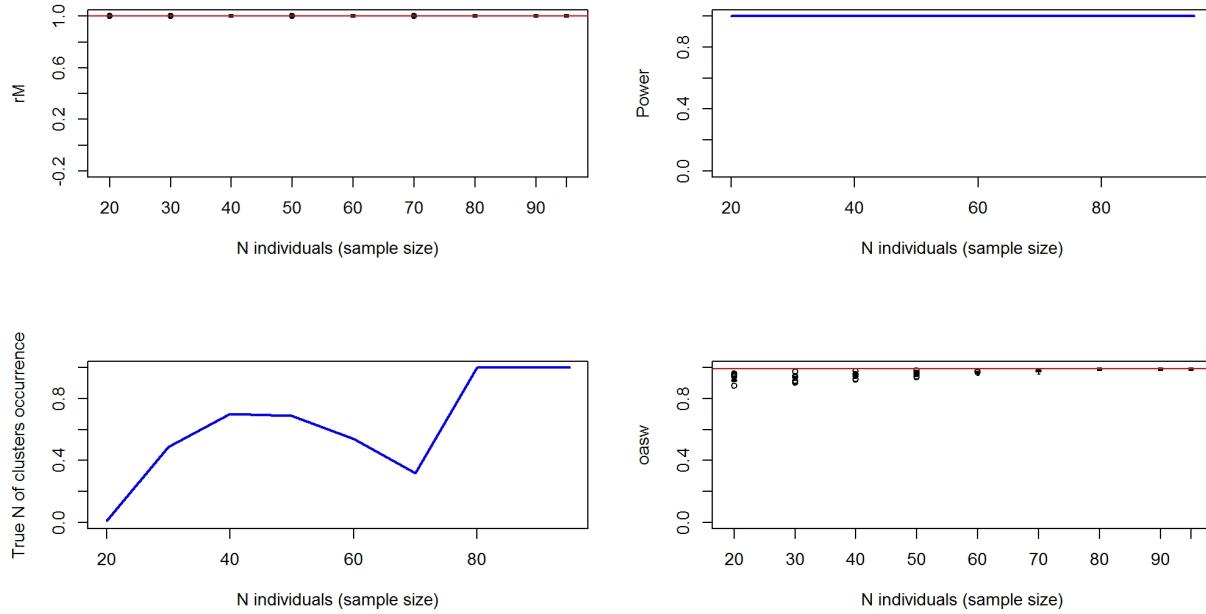 rM
-0.2 0.2 0.6 1.0
20 30 40 50 60 70 80 90
N individuals (sample size)
Power
0.0 0.4 0.8
20 40 60 80
N individuals (sample size)
True N of clusters occurrence
0.0 0.4 0.8
20 40 60 80
N individuals (sample size)
oasw
0.0 0.4 0.8
20 30 40 50 60 70 80 90
N individuals (sample size)